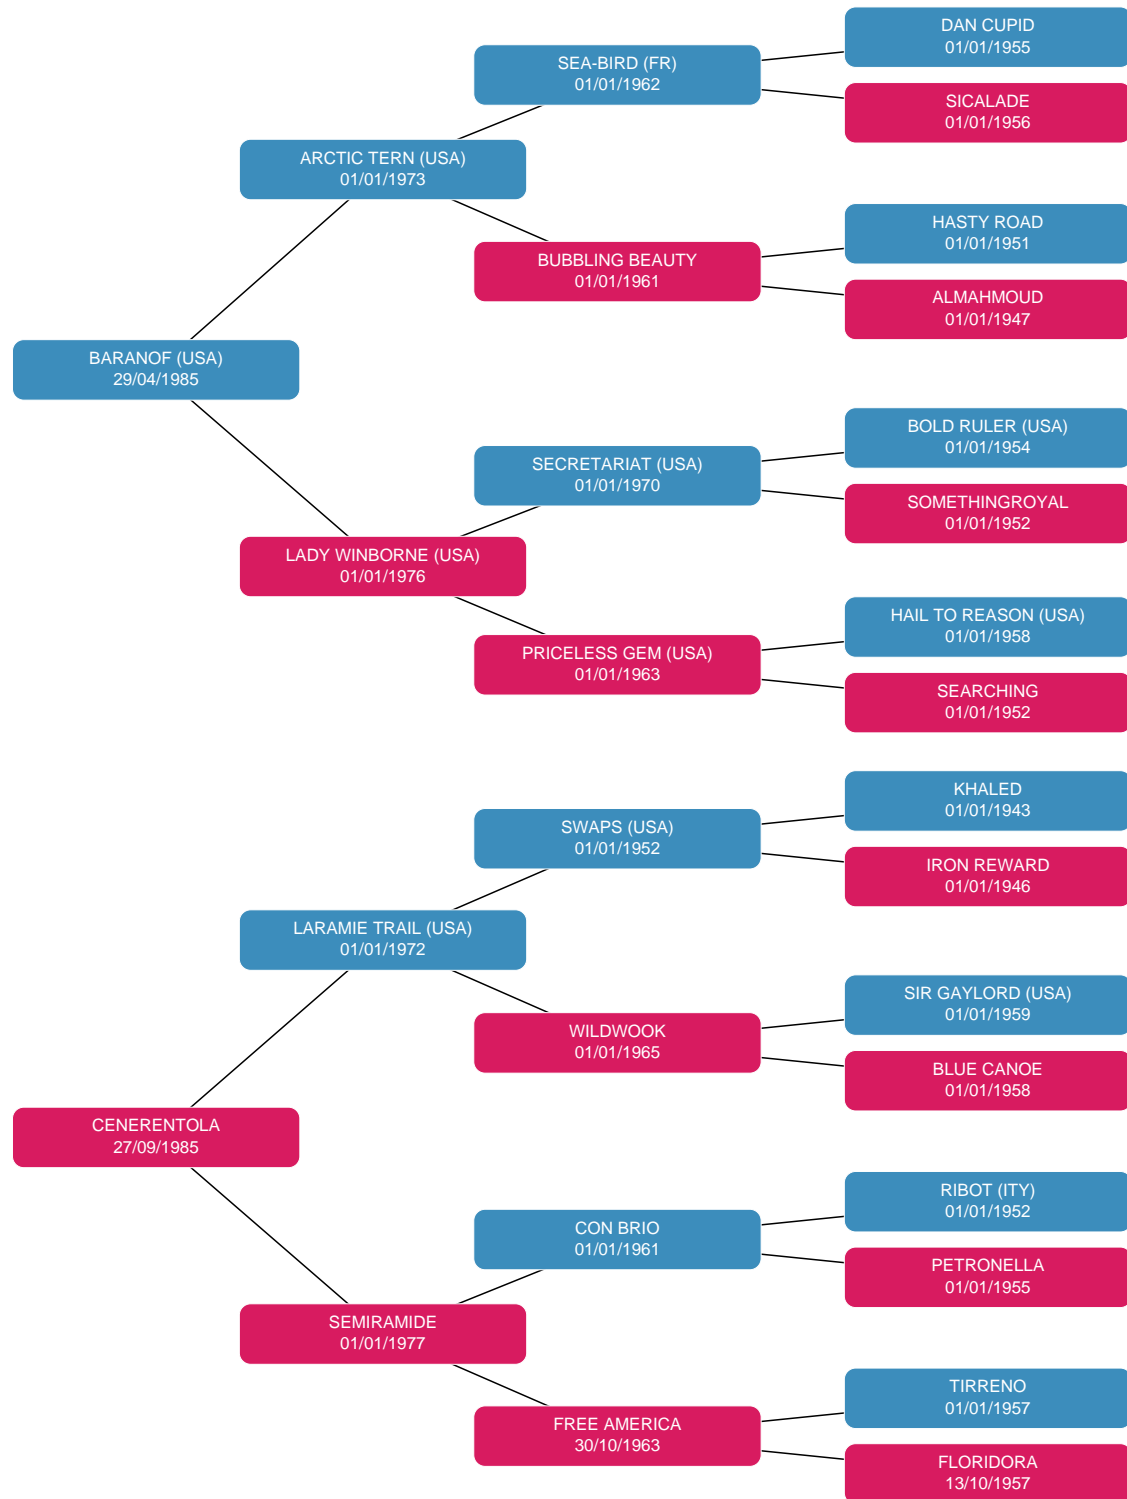 DAN CUPID
01/01/1955
SEA-BIRD (FR)
01/01/1962
SICALADE
01/01/1956
ARCTIC TERN (USA)
01/01/1973
HASTY ROAD
01/01/1951
BUBBLING BEAUTY
01/01/1961
ALMAHMOUD
01/01/1947
BARANOF (USA)
29/04/1985
BOLD RULER (USA)
01/01/1954
SECRETARIAT (USA)
01/01/1970
SOMETHINGROYAL
01/01/1952
LADY WINBORNE (USA)
01/01/1976
HAIL TO REASON (USA)
01/01/1958
PRICELESS GEM (USA)
01/01/1963
SEARCHING
01/01/1952
KHALED
01/01/1943
SWAPS (USA)
01/01/1952
IRON REWARD
01/01/1946
LARAMIE TRAIL (USA)
01/01/1972
SIR GAYLORD (USA)
01/01/1959
WILDWOOK
01/01/1965
BLUE CANOE
01/01/1958
CENERENTOLA
27/09/1985
RIBOT (ITY)
01/01/1952
CON BRIO
01/01/1961
PETRONELLA
01/01/1955
SEMIRAMIDE
01/01/1977
TIRRENO
01/01/1957
FREE AMERICA
30/10/1963
FLORIDORA
13/10/1957